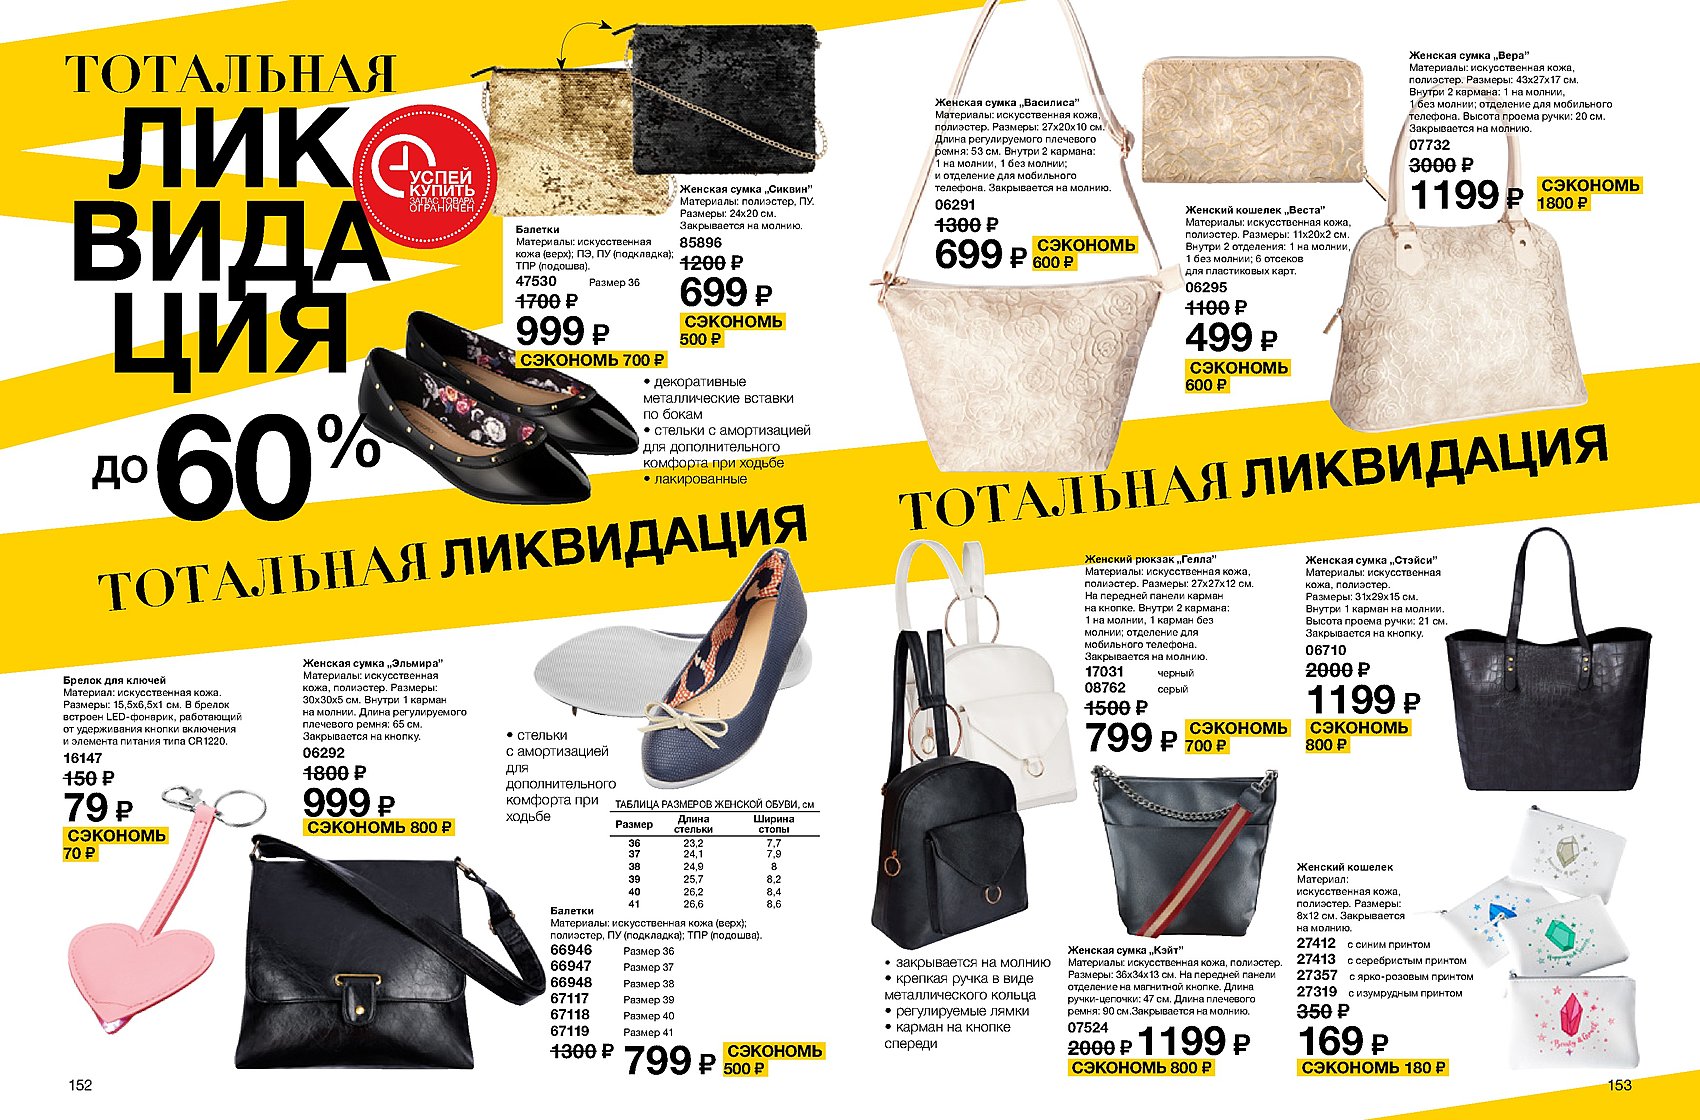 ТОТАЛЬНАЯ
ЛИК
ВИДА
ЦИЯ
ДО 60%
УСПЕЙ
КУПИТЬ
ЗАПАС ТОВАРА
ОГРАНИЧЕН
Женская сумка „Сиквин”
Материалы: полиэстер, ПУ.
Размеры: 24х20 см.
Закрывается на молнию.
85896
1200 ₽
699 ₽
СЭКОНОМЬ
500 ₽
Балетки
Материалы: искусственная
кожа (верх); ПЭ, ПУ (подкладка);
ТПР (подошва).
47530 Размер 36
1700 ₽
999 ₽
СЭКОНОМЬ 700 ₽
• декоративные
металлические вставки
по бокам
• стельки с амортизацией
для дополнительного
комфорта при ходьбе
• лакированные
ТОТАЛЬНАЯ ЛИКВИДАЦИЯ
Брелок для ключей
Материал: искусственная кожа.
Размеры: 15,5х6,5х1 см. В брелок
встроен LED-фонарик, работающий
от удерживания кнопки включения
и элемента питания типа CR1220.
16147
150 ₽
79 ₽
СЭКОНОМЬ
70 ₽
Женская сумка „Эльмира”
Материалы: искусственная
кожа, полиэстер. Размеры:
30х30х5 см. Внутри 1 карман
на молнии. Длина регулируемого
плечевого ремня: 65 см.
Закрывается на кнопку.
06292
1800 ₽
999 ₽
СЭКОНОМЬ 800 ₽
• стельки
с амортизацией
для
дополнительного
комфорта при
ходьбе
ТАБЛИЦА РАЗМЕРОВ ЖЕНСКОЙ ОБУВИ, см
Размер Длина стельки Ширина стопы
36 23,2 7,7
37 24,1 7,9
38 24,9 8
39 25,7 8,2
40 26,2 8,4
41 26,6 8,6
Балетки
Материалы: искусственная кожа (верх);
полиэстер, ПУ (подкладка); ТПР (подошва).
66946 Размер 36
66947 Размер 37
66948 Размер 38
67117 Размер 39
67118 Размер 40
67119 Размер 41
1300 ₽
799 ₽
СЭКОНОМЬ
500 ₽
152
Женская сумка „Василиса”
Материалы: искусственная кожа,
полиэстер. Размеры: 27х20х10 см.
Длина регулируемого плечевого
ремня: 53 см. Внутри 2 кармана:
1 на молнии, 1 без молнии;
и отделение для мобильного
телефона. Закрывается на молнию.
06291
1300 ₽
699 ₽
СЭКОНОМЬ
600 ₽
Женский кошелек „Веста”
Материалы: искусственная кожа,
полиэстер. Размеры: 11х20х2 см.
Внутри 2 отделения: 1 на молнии,
1 без молнии; 6 отсеков
для пластиковых карт.
06295
1100 ₽
499 ₽
СЭКОНОМЬ
600 ₽
Женская сумка „Вера”
Материалы: искусственная кожа,
полиэстер. Размеры: 43х27х17 см.
Внутри 2 кармана: 1 на молнии,
1 без молнии; отделение для мобильного
телефона. Высота проема ручки: 20 см.
Закрывается на молнию.
07732
3000 ₽
1199 ₽
СЭКОНОМЬ
1800 ₽
ТОТАЛЬНАЯ ЛИКВИДАЦИЯ
Женский рюкзак „Гелла”
Материалы: искусственная кожа,
полиэстер. Размеры: 27х27х12 см.
На передней панели карман
на кнопке. Внутри 2 кармана:
1 на молнии, 1 карман без
молнии; отделение для
мобильного телефона.
Закрывается на молнию.
17031 черный
08762 серый
1500 ₽
799 ₽
СЭКОНОМЬ
700 ₽
Женская сумка „Стэйси”
Материалы: искусственная
кожа, полиэстер.
Размеры: 31х29х15 см.
Внутри 1 карман на молнии.
Высота проема ручки: 21 см.
Закрывается на кнопку.
06710
2000 ₽
1199 ₽
СЭКОНОМЬ
800 ₽
• закрывается на молнию
• крепкая ручка в виде
металлического кольца
• регулируемые лямки
• карман на кнопке
спереди
Женская сумка „Кэйт”
Материалы: искусственная кожа, полиэстер.
Размеры: 36х34х13 см. На передней панели
отделение на магнитной кнопке. Длина
ручки-цепочки: 47 см. Длина плечевого
ремня: 90 см.Закрывается на молнию.
07524
2000 ₽ 1199 ₽
СЭКОНОМЬ 800 ₽
Женский кошелек
Материал:
искусственная кожа,
полиэстер. Размеры:
8х12 см. Закрывается
на молнию.
27412 с синим принтом
27413 с серебристым принтом
27357 с ярко-розовым принтом
27319 с изумрудным принтом
350 ₽
169 ₽
СЭКОНОМЬ 180 ₽
153